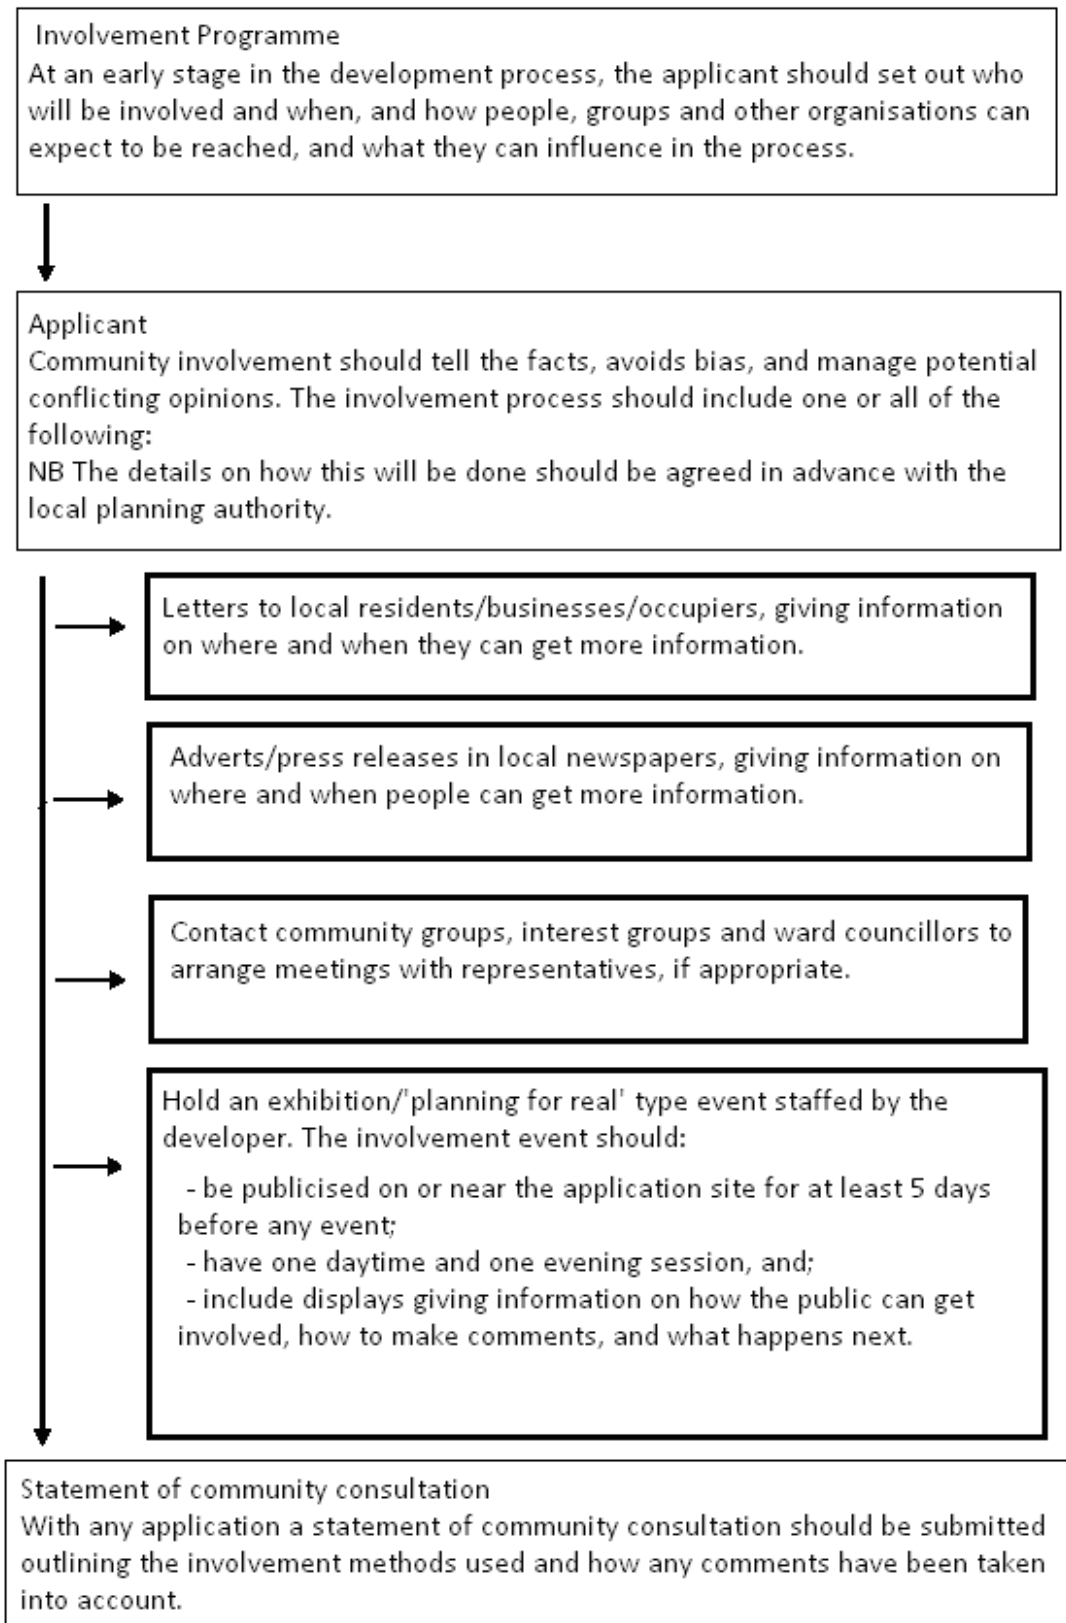 Involvement Programme
At an early stage in the development process, the applicant should set out who
will be involved and when, and how people, groups and other organisations can
expect to be reached, and what they can influence in the process.
Applicant
Community involvement should tell the facts, avoids bias, and manage potential
conflicting opinions. The involvement process should include one or all of the
following:
NB The details on how this will be done should be agreed in advance with the
local planning authority.
Letters to local residents/businesses/occupiers, giving information
on where and when they can get more information.
Adverts/press releases in local newspapers, giving information on
where and when people can get more information.
Contact community groups, interest groups and ward councillors to
arrange meetings with representatives, if appropriate.
Hold an exhibition/'planning for real' type event staffed by the
developer. The involvement event should:
- be publicised on or near the application site for at least 5 days
before any event;
- have one daytime and one evening session, and;
- include displays giving information on how the public can get
involved, how to make comments, and what happens next.
Statement of community consultation
With any application a statement of community consultation should be submitted
outlining the involvement methods used and how any comments have been taken
into account.